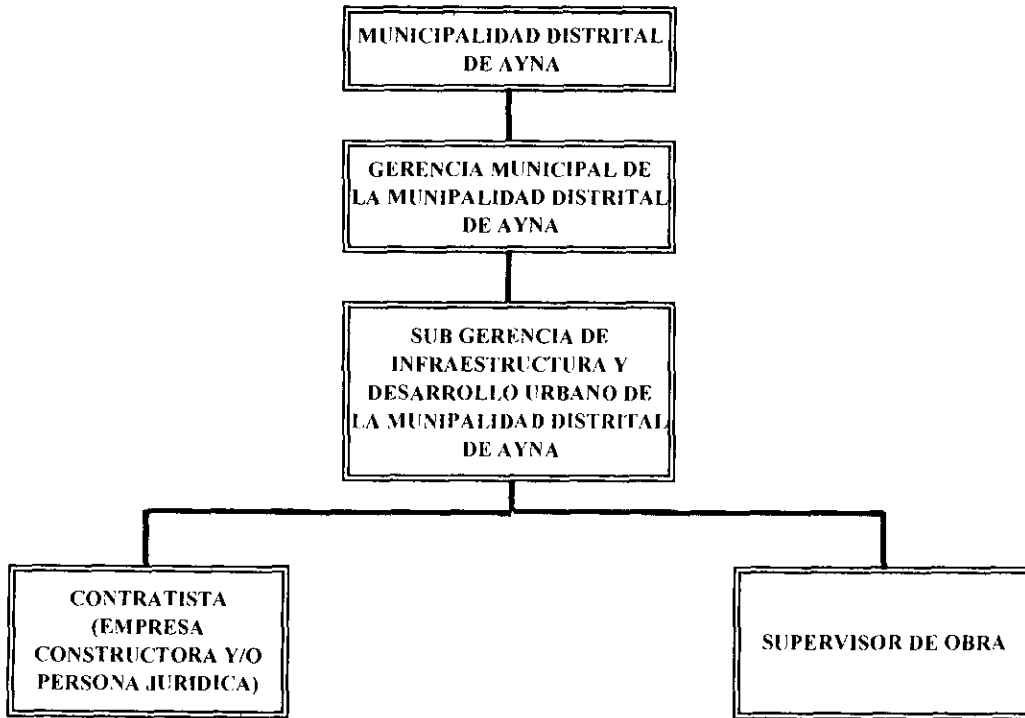 MUNICIPALIDAD DISTRITAL
DE AYNA
GERENCIA MUNICIPAL DE
LA MUNIPALIDAD DISTRITAL
DE AYNA
SUB GERENCIA DE
INFRAESTRUCTURA Y
DESARROLLO URBANO DE
LA MUNIPALIDAD DISTRITAL
DE AYNA
CONTRATISTA
(EMPRESA
CONSTRUCTORA Y/O
PERSONA JURIDICA)
SUPERVISOR DE OBRA